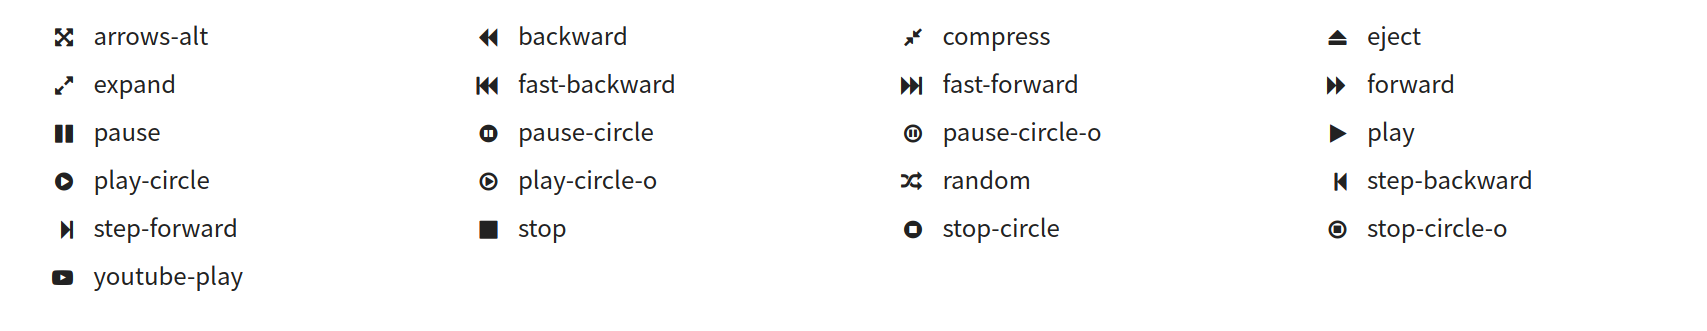 arrows-alt backward compress eject
expand fast-backward fast-forward forward
pause pause-circle pause-circle-o play
play-circle play-circle-o random step-backward
step-forward stop stop-circle stop-circle-o
youtube-play